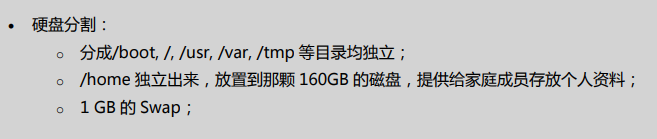 • 硬盘分割：
o 分成/boot, /, /usr, /var, /tmp 等目录均独立；
o /home 独立出来，放置到那颗 160GB 的磁盘，提供给家庭成员存放个人资料；
o 1 GB 的 Swap；